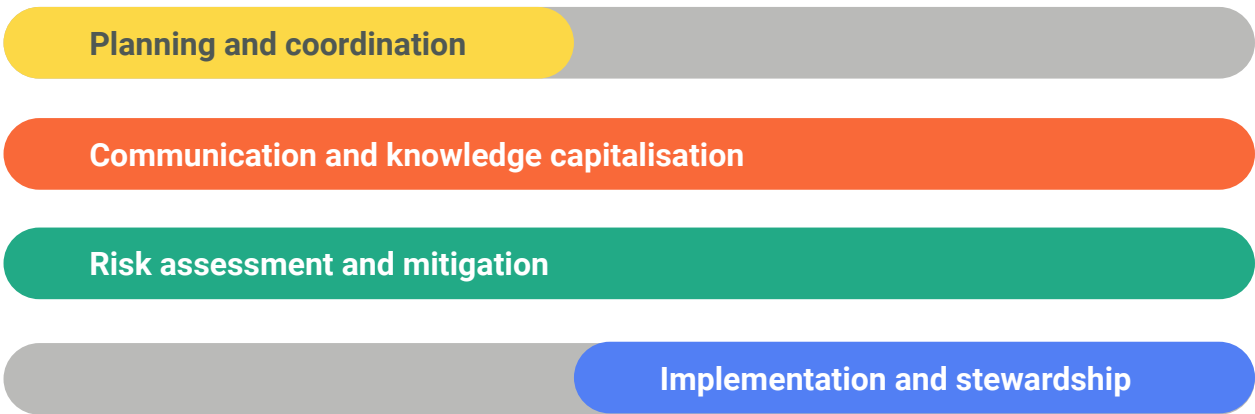 Planning and coordination
Communication and knowledge capitalisation
Risk assessment and mitigation
Implementation and stewardship